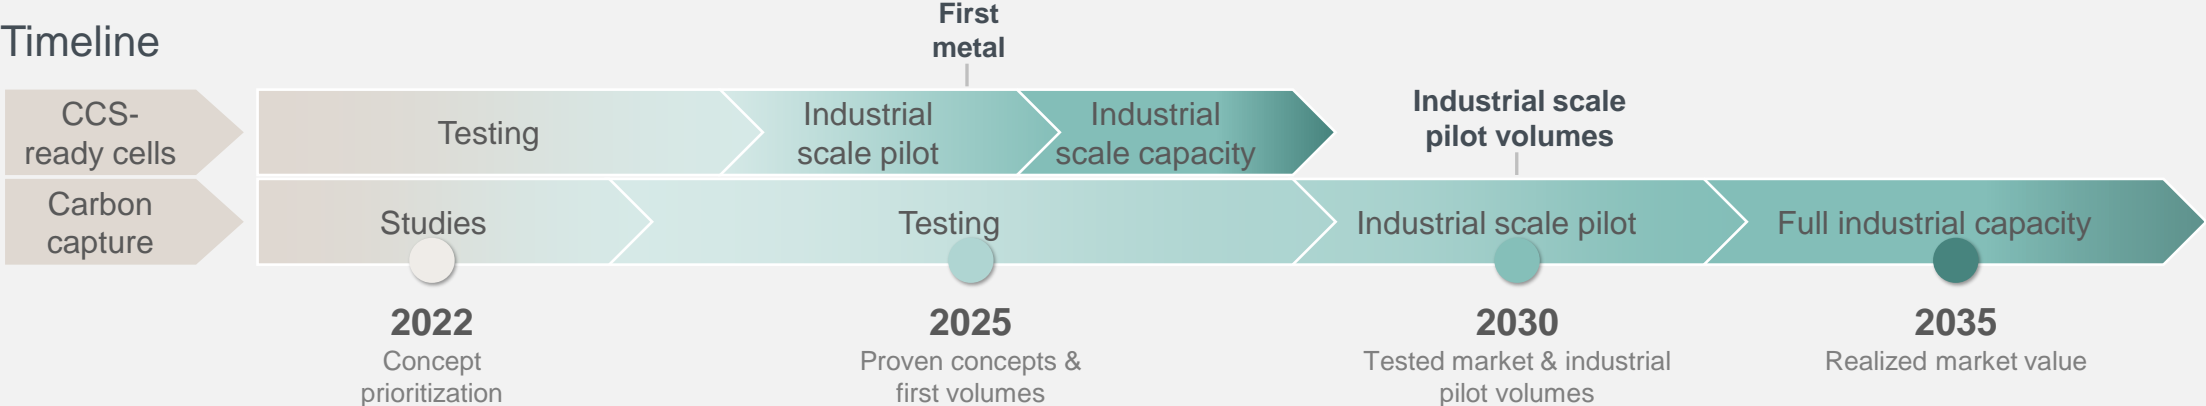 Timeline
First
metal
CCS-
ready cells
Testing
Industrial
scale pilot
Industrial
scale capacity
Industrial scale
pilot volumes
Carbon
capture
Studies
Testing
Industrial scale pilot
Full industrial capacity
2022
Concept
prioritization
2025
Proven concepts &
first volumes
2030
Tested market & industrial
pilot volumes
2035
Realized market value